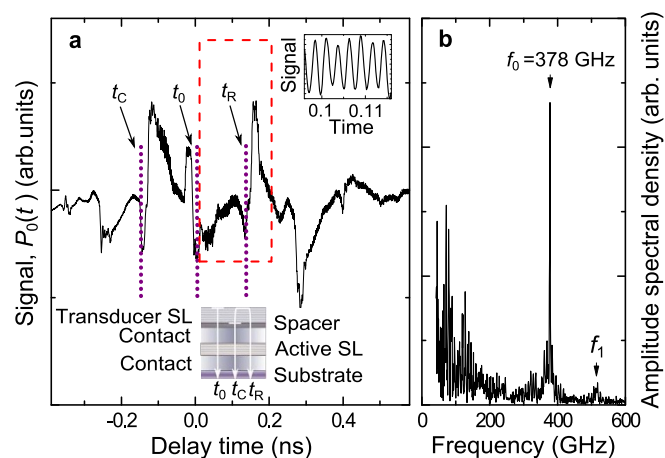 a
t_C
t_0
t_R
Signal
0.1
0.11
Time
Signal, P_0(t) (arb.units)
Transducer SL
Contact
Contact
Spacer
Active SL
Substrate
t_0 t_C t_R
-0,2 0,0 0,2 0,4
Delay time (ns)
b
f_0 =378 GHz
f_1
0 200 400 600
Frequency (GHz)
Amplitude spectral density (arb. units)